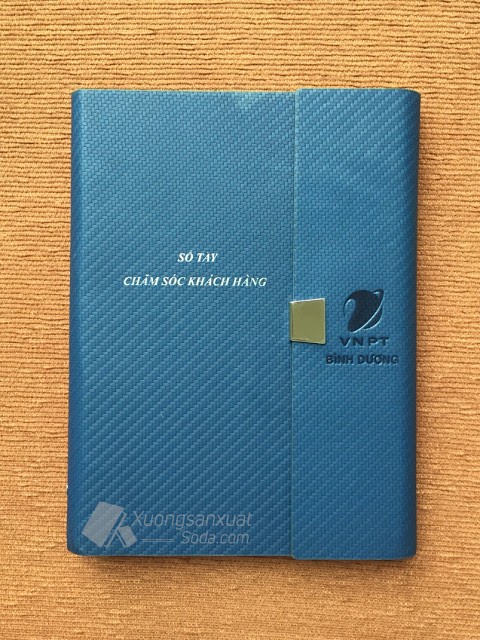 SỔ TAY
CHĂM SÓC KHÁCH HÀNG
VNPT
BÌNH DƯƠNG
Xuongsanxuat
Soda.com